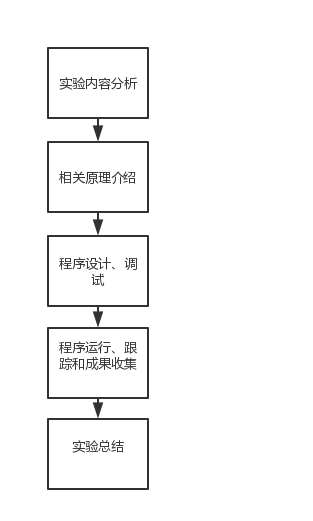 实验内容分析
相关原理介绍
程序设计、调
试
程序运行、跟
踪和成果收集
实验总结